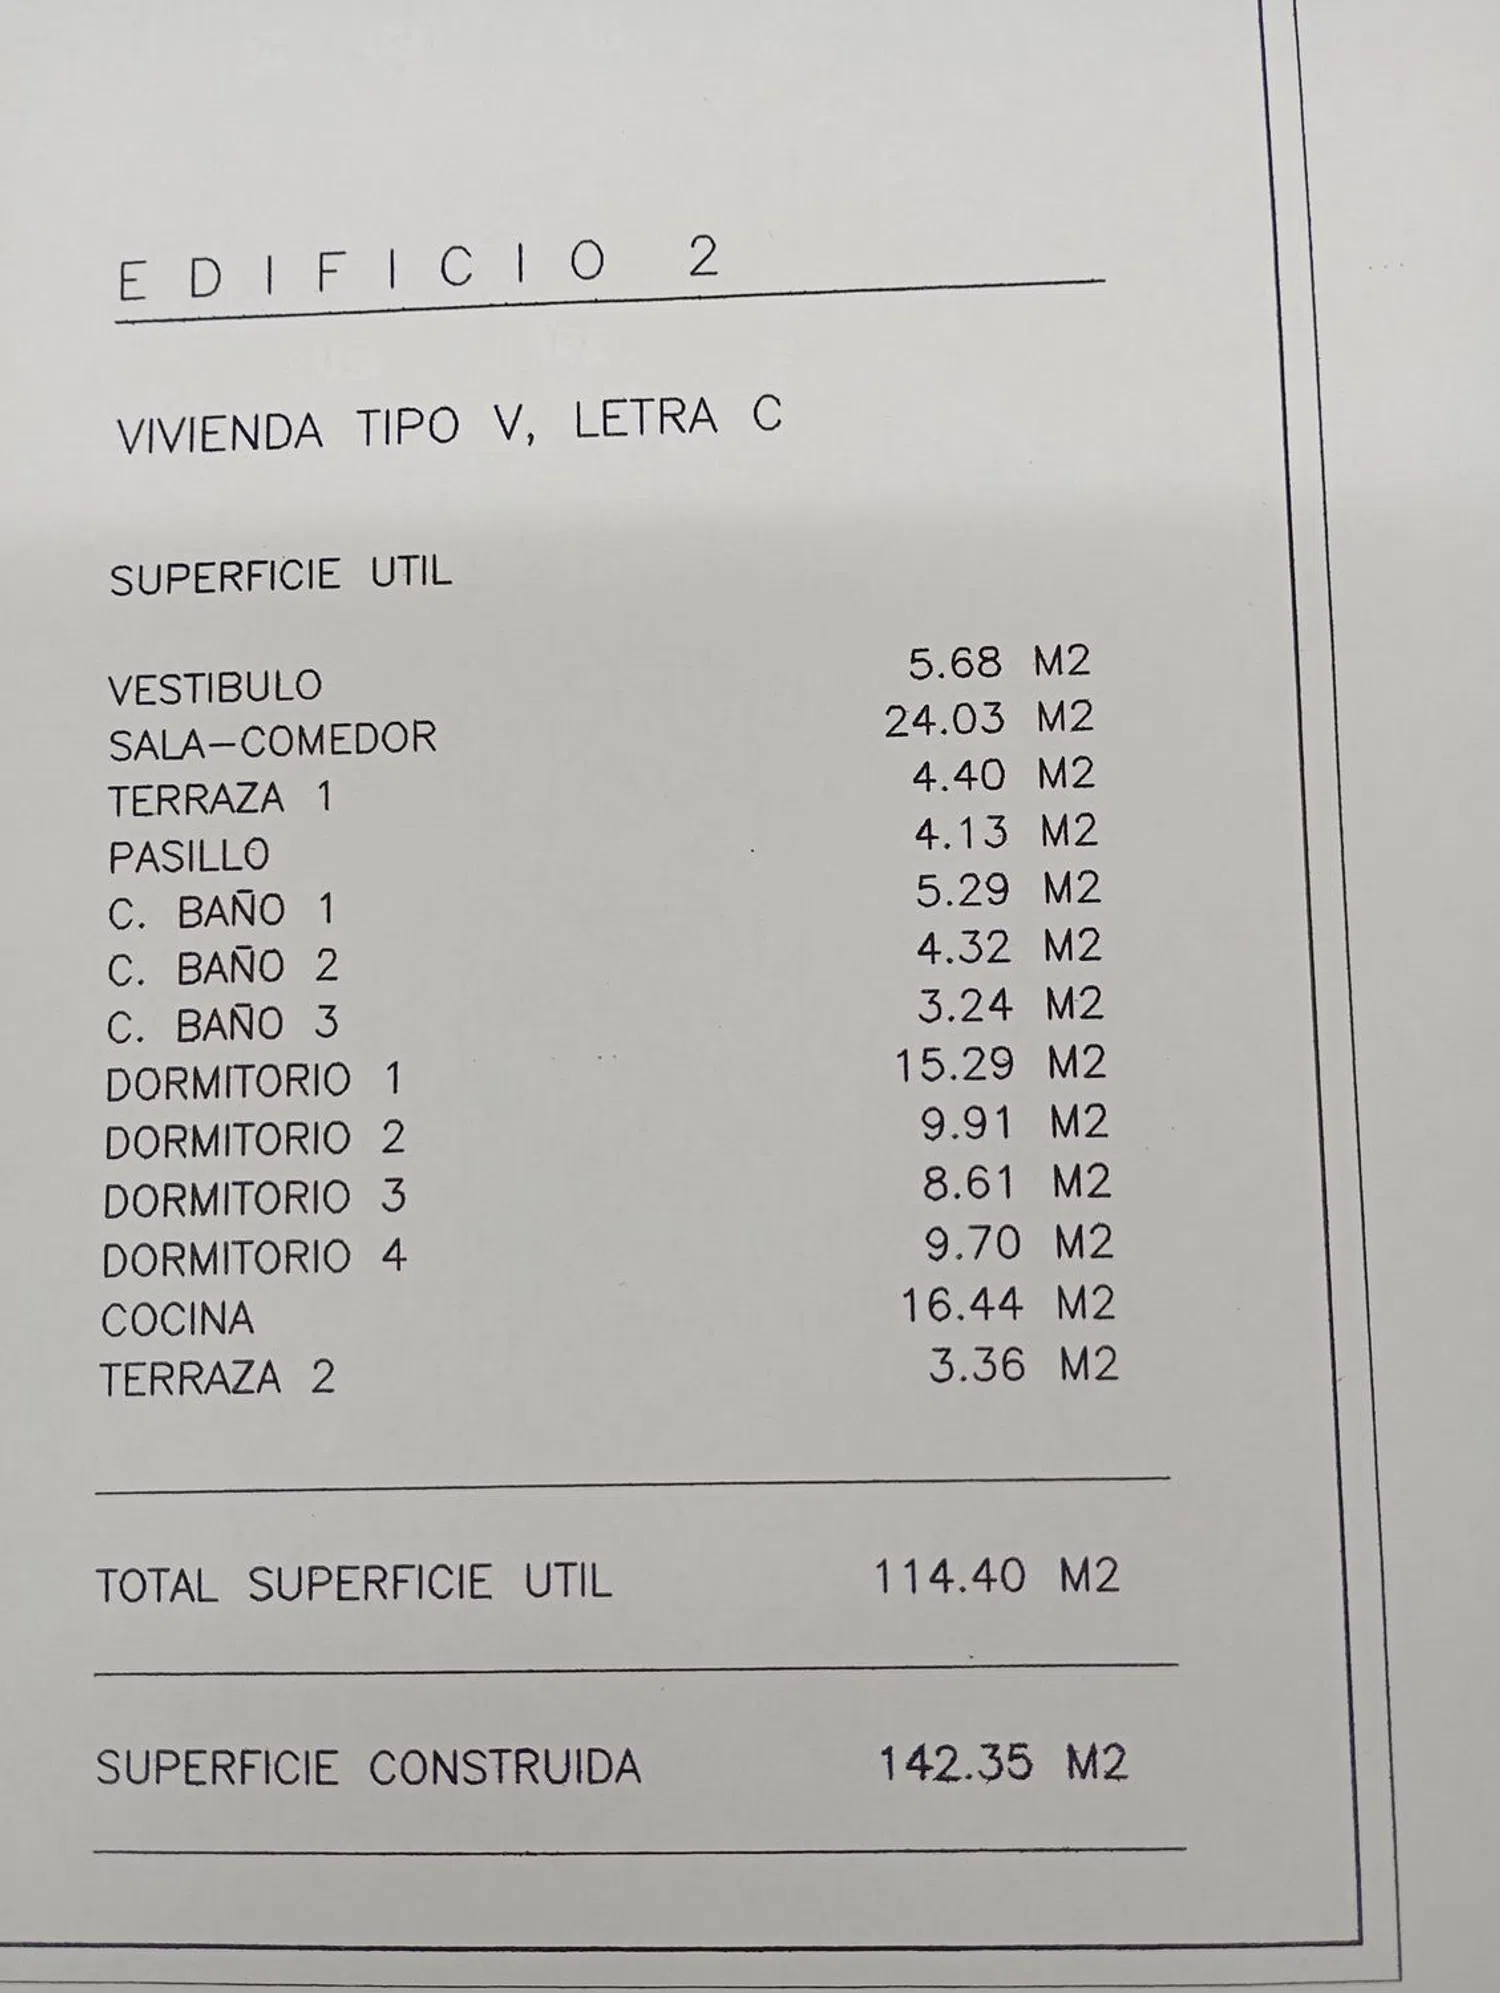 EDIFICIO 2
VIVIENDA TIPO V, LETRA C
SUPERFICIE UTIL
VESTIBULO 5.68 M2
SALA-COMEDOR 24.03 M2
TERRAZA 1 4.40 M2
PASILLO 4.13 M2
C. BAÑO 1 5.29 M2
C. BAÑO 2 4.32 M2
C. BAÑO 3 3.24 M2
DORMITORIO 1 15.29 M2
DORMITORIO 2 9.91 M2
DORMITORIO 3 8.61 M2
DORMITORIO 4 9.70 M2
COCINA 16.44 M2
TERRAZA 2 3.36 M2
TOTAL SUPERFICIE UTIL 114.40 M2
SUPERFICIE CONSTRUIDA 142.35 M2